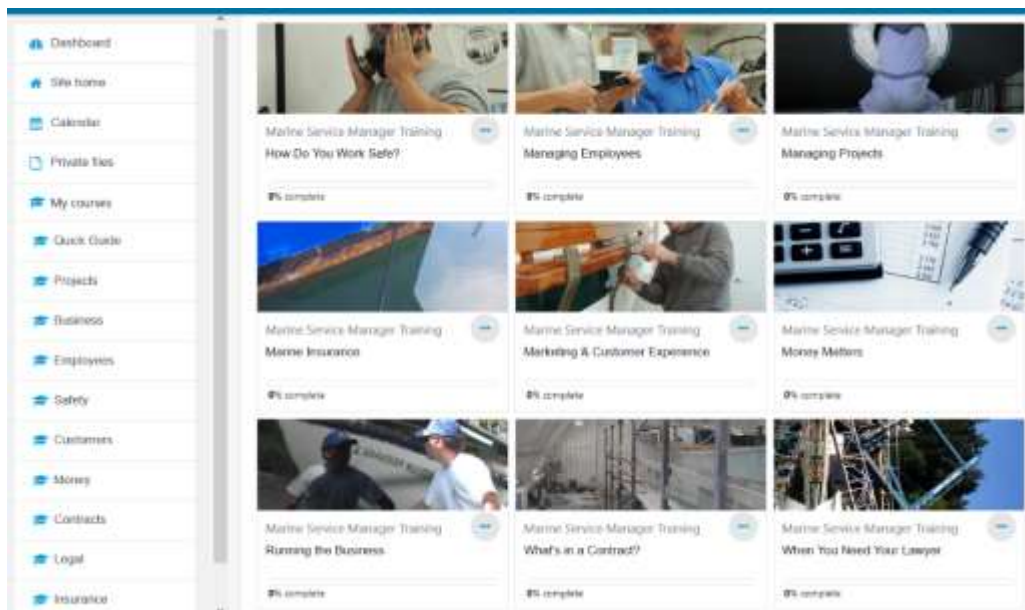 Dashboard
Site home
Calendar
Private files
My courses
Quick Guide
Projects
Business
Employees
Safety
Customers
Money
Contracts
Legal
Insurance
Marine Service Manager Training
How Do You Work Safe?
0% complete
Marine Service Manager Training
Managing Employees
0% complete
Marine Service Manager Training
Managing Projects
0% complete
Marine Service Manager Training
Marine Insurance
0% complete
Marine Service Manager Training
Marketing & Customer Experience
0% complete
Marine Service Manager Training
Money Matters
0% complete
Marine Service Manager Training
Running the Business
0% complete
Marine Service Manager Training
What's in a Contract?
0% complete
Marine Service Manager Training
When You Need Your Lawyer
0% complete